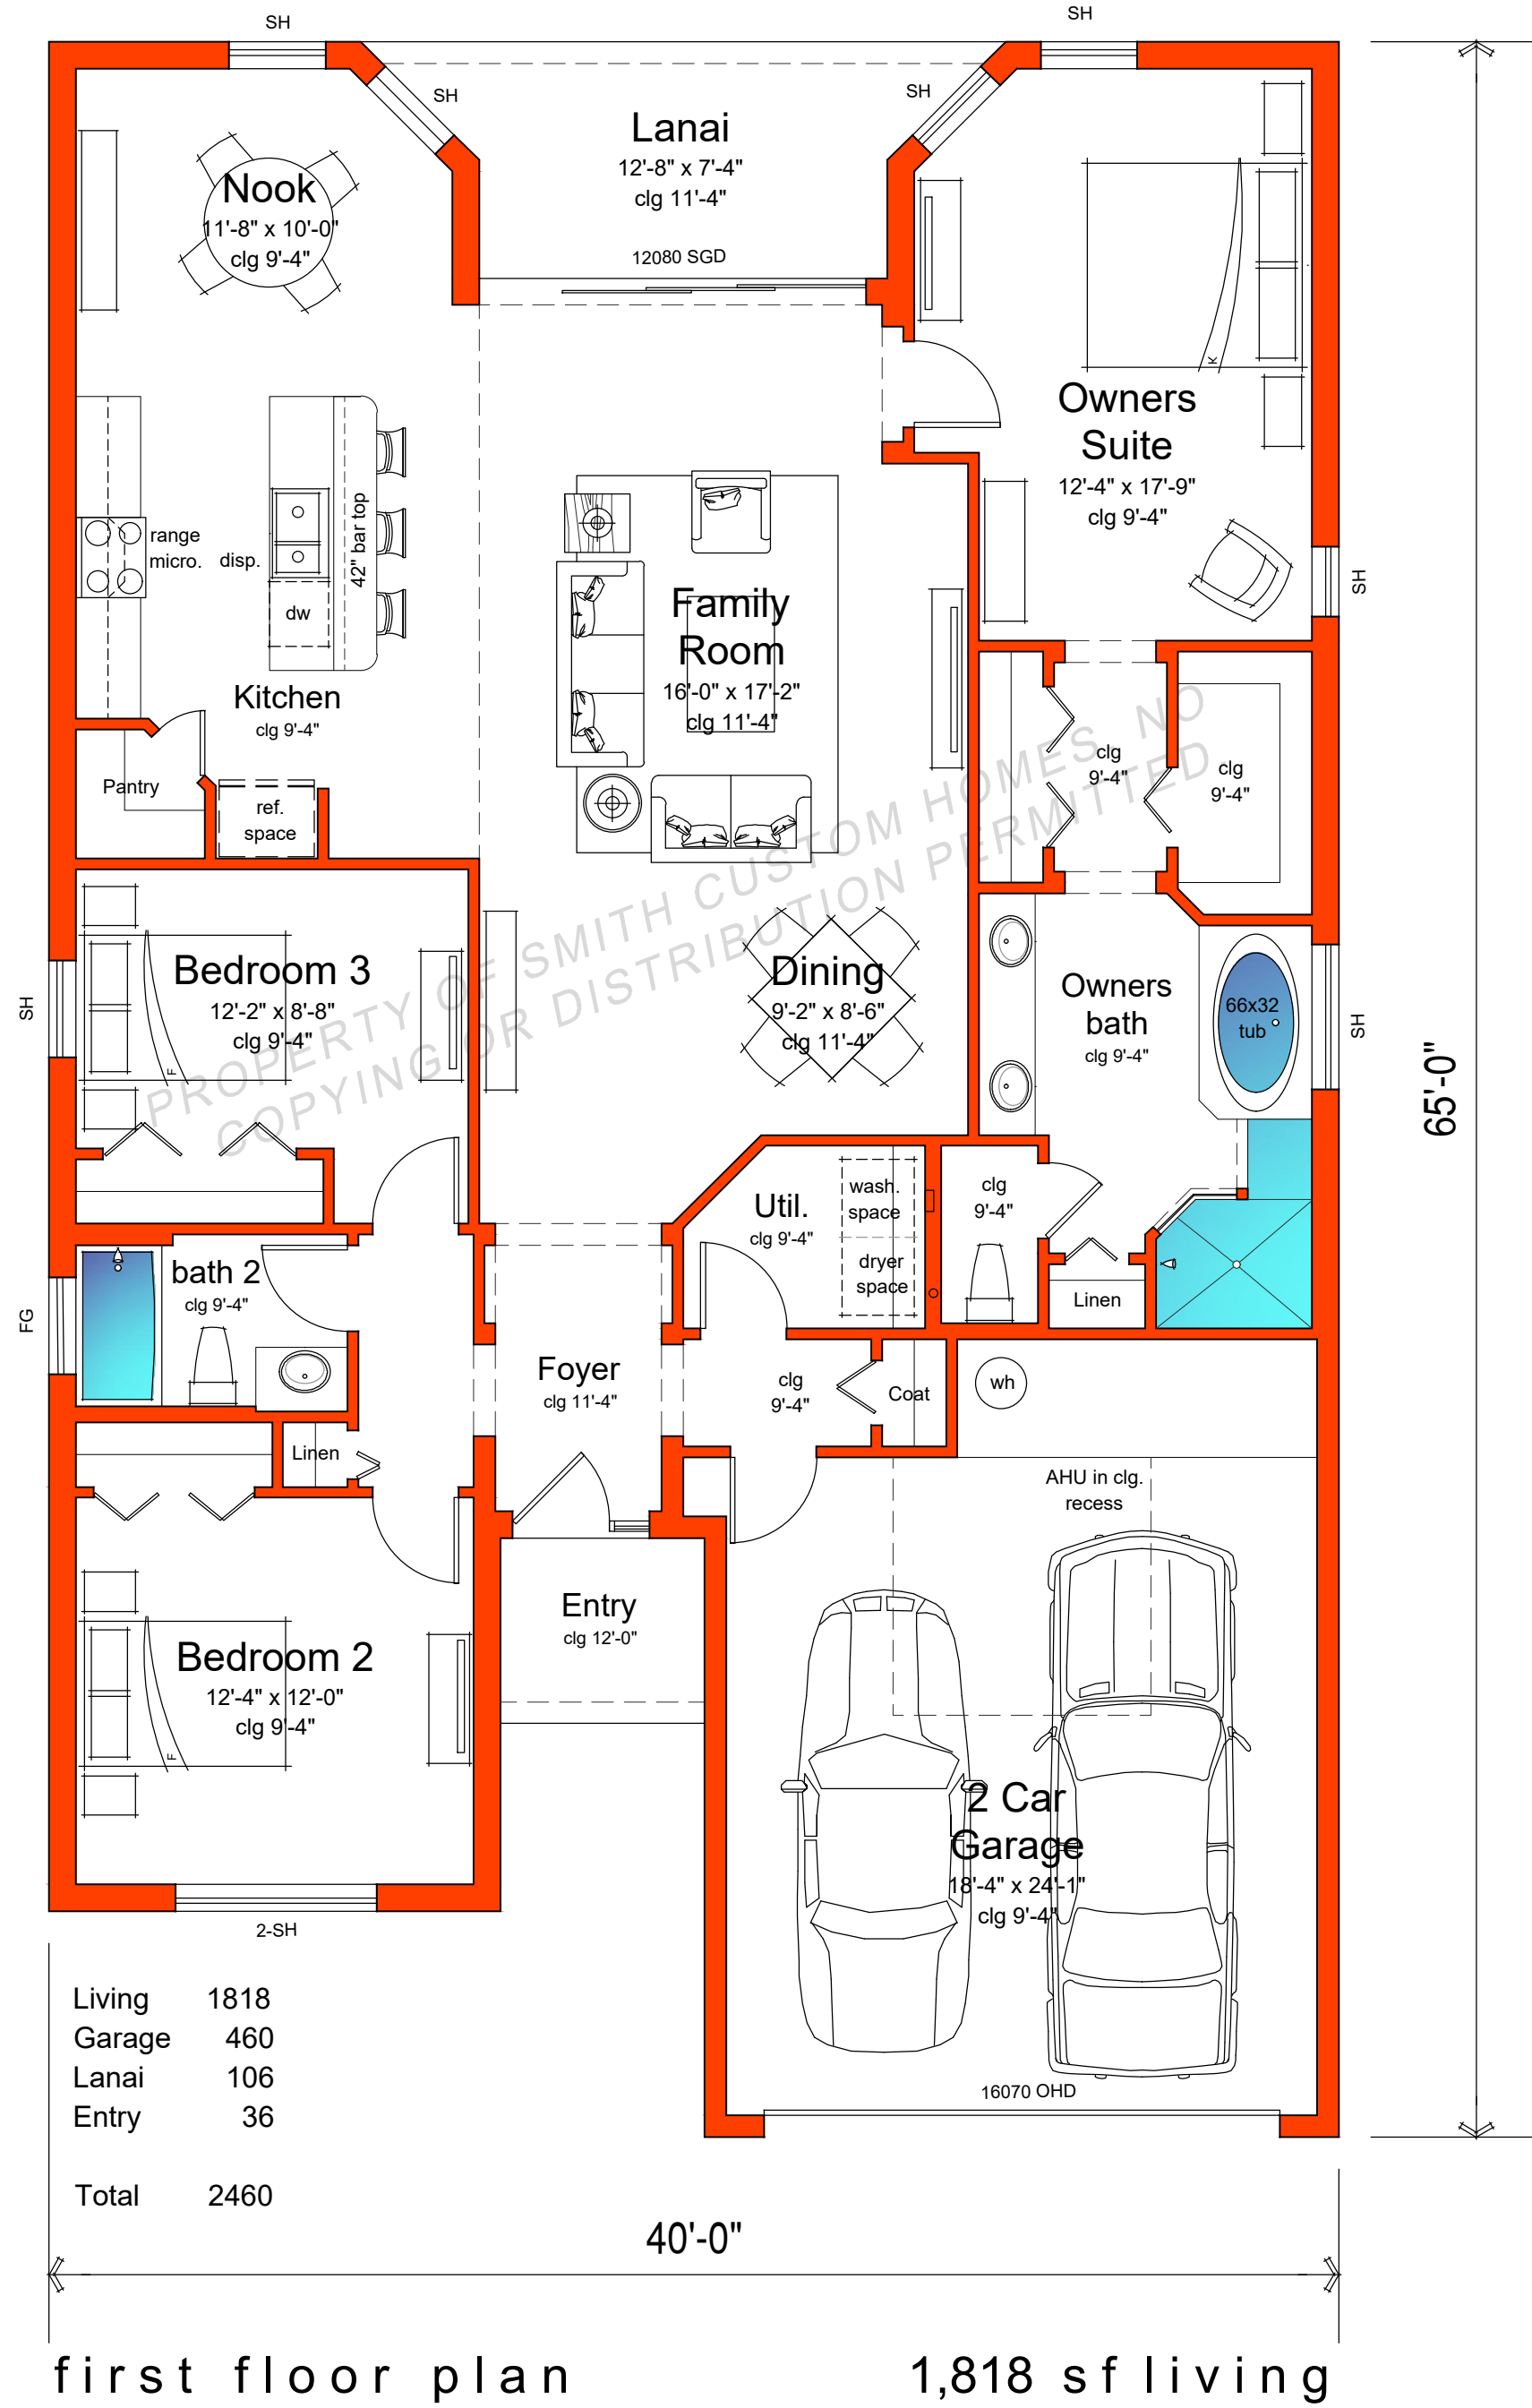 SH
SH
SH
SH
Lanai
12'-8" x 7'-4"
clg 11'-4"
12080 SGD
Nook
11'-8" x 10'-0"
clg 9'-4"
K
Owners
Suite
12'-4" x 17'-9"
clg 9'-4"
SH
range
micro.
disp.
dw
42" bar top
Kitchen
clg 9'-4"
Family
Room
16'-0" x 17'-2"
clg 11'-4"
Pantry
ref.
space
clg
9'-4"
clg
9'-4"
PROPERTY OF SMITH CUSTOM HOMES, NO
COPYING OR DISTRIBUTION PERMITTED
Bedroom 3
12'-2" x 8'-8"
clg 9'-4"
F
SH
Dining
9'-2" x 8'-6"
clg 11'-4"
Owners
bath
clg 9'-4"
66x32
tub
SH
65'-0"
Util.
clg 9'-4"
wash.
space
dryer
space
clg
9'-4"
Linen
bath 2
clg 9'-4"
FG
Foyer
clg 11'-4"
clg
9'-4"
Coat
wh
Linen
AHU in clg.
recess
Entry
clg 12'-0"
Bedroom 2
12'-4" x 12'-0"
clg 9'-4"
F
2 Car
Garage
18'-4" x 24'-1"
clg 9'-4"
2-SH
16070 OHD
Living 1818
Garage 460
Lanai 106
Entry 36
Total 2460
40'-0"
first floor plan
1,818 sf living